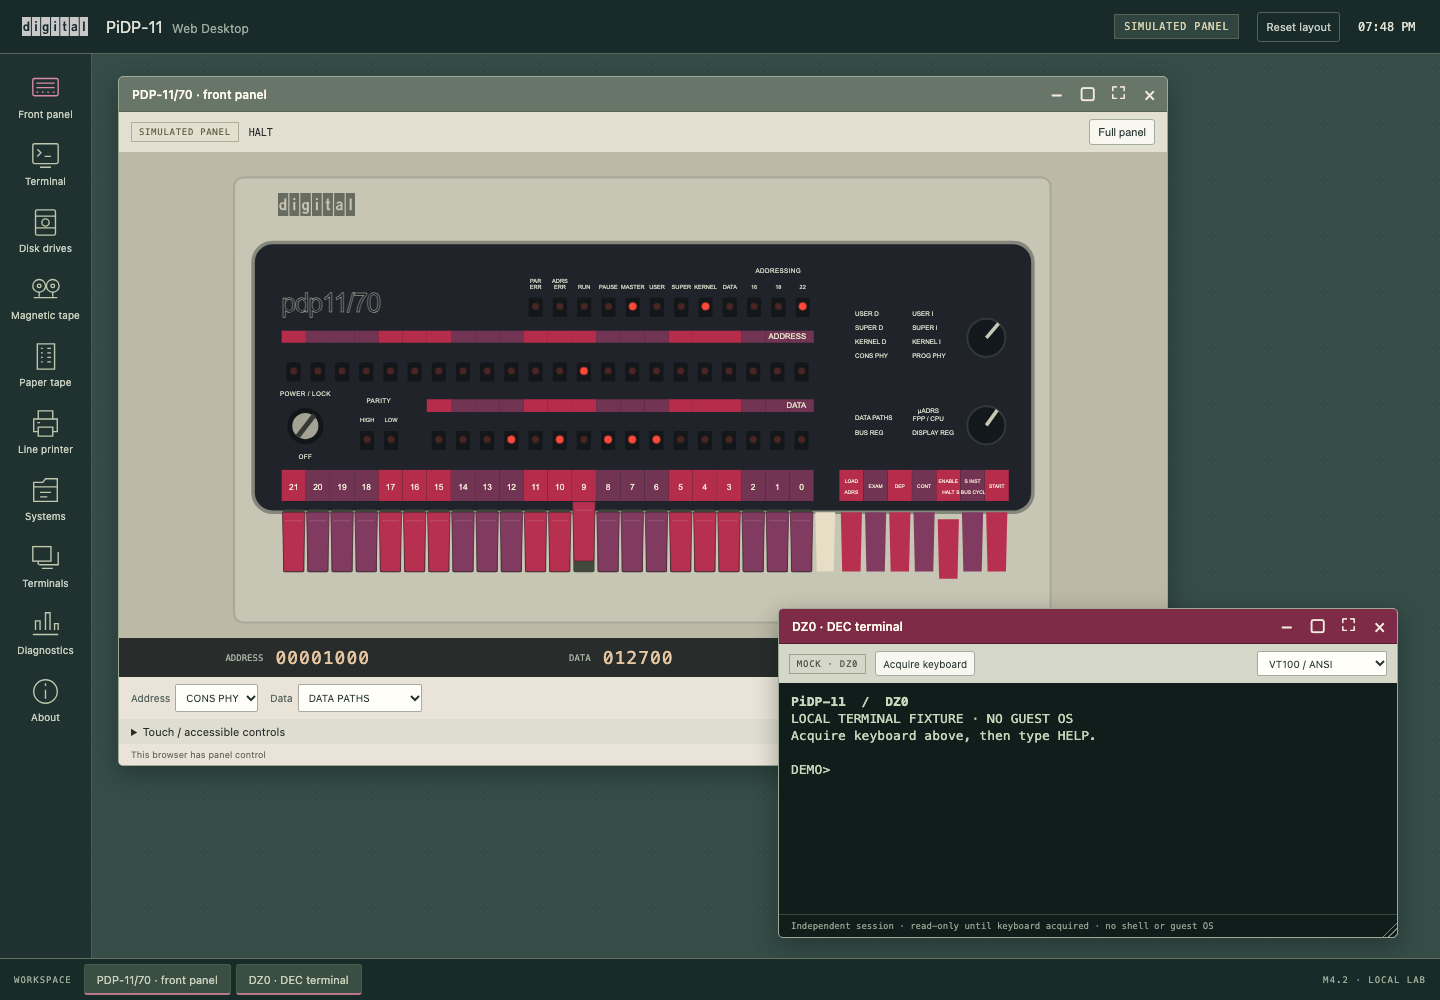 digital PiDP-11 Web Desktop SIMULATED PANEL Reset layout 07:48 PM
Front panel
Terminal
Disk drives
Magnetic tape
Paper tape
Line printer
Systems
Terminals
Diagnostics
About
PDP-11/70 · front panel
SIMULATED PANEL HALT Full panel
digital
ADDRESSING
PAR ERR ADRS ERR RUN PAUSE MASTER USER SUPER KERNEL DATA 16 18 22
pdp11/70
ADDRESS
USER D USER I
SUPER D SUPER I
KERNEL D KERNEL I
CONS PHY PROG PHY
POWER / LOCK
PARITY
DATA
HIGH LOW
OFF
DATA PATHS µADRS FPP / CPU
BUS REG DISPLAY REG
21 20 19 18 17 16 15 14 13 12 11 10 9 8 7 6 5 4 3 2 1 0
LOAD ADRS EXAM DEP CONT ENABLE HALT S INST S BUS CYCL START
ADDRESS 00001000 DATA 012700
Address CONS PHY Data DATA PATHS
Touch / accessible controls
This browser has panel control
DZ0 · DEC terminal
MOCK · DZ0 Acquire keyboard VT100 / ANSI
PiDP-11 / DZ0
LOCAL TERMINAL FIXTURE · NO GUEST OS
Acquire keyboard above, then type HELP.
DEMO>
Independent session · read-only until keyboard acquired · no shell or guest OS
WORKSPACE PDP-11/70 · front panel DZ0 · DEC terminal M4.2 · LOCAL LAB